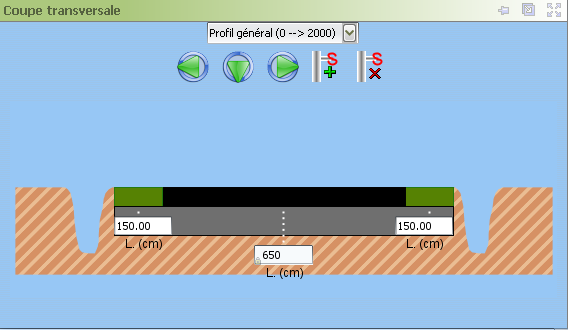 Coupe transversale
Profil général (0 --> 2000)
S S
150.00 150.00
L. (cm) L. (cm)
650
L. (cm)